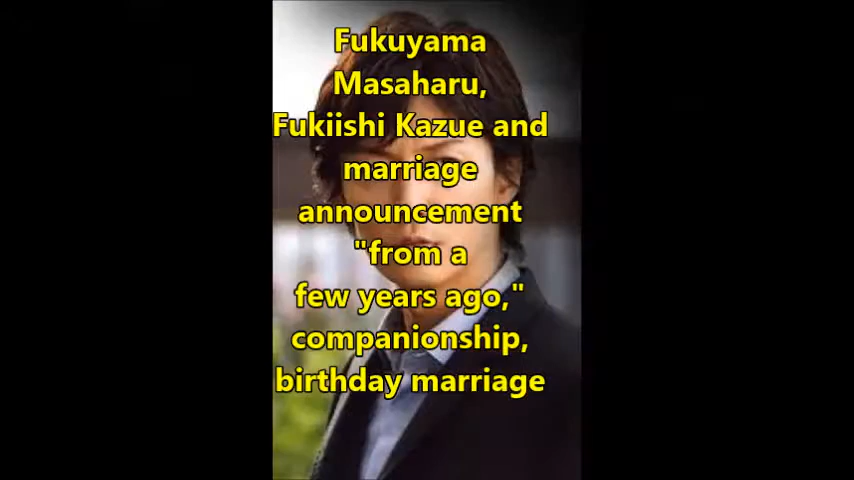 Fukuyama
Masaharu,
Fukiishi Kazue and
marriage
announcement
"from a
few years ago,"
companionship,
birthday marriage